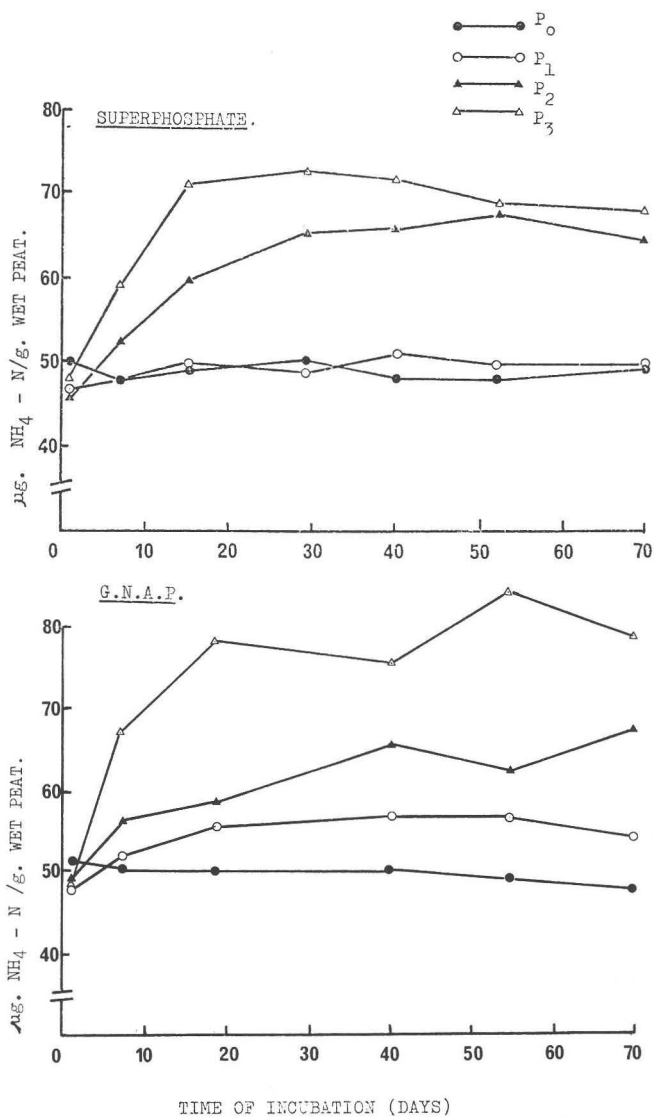 P0
P1
P2
P3
80
SUPERPHOSPHATE.
70
60
50
40
µg. NH4 - N/g. WET PEAT.
0 10 20 30 40 50 60 70
G.N.A.P.
80
70
60
50
40
µg. NH4 - N /g. WET PEAT.
0 10 20 30 40 50 60 70
TIME OF INCUBATION (DAYS)